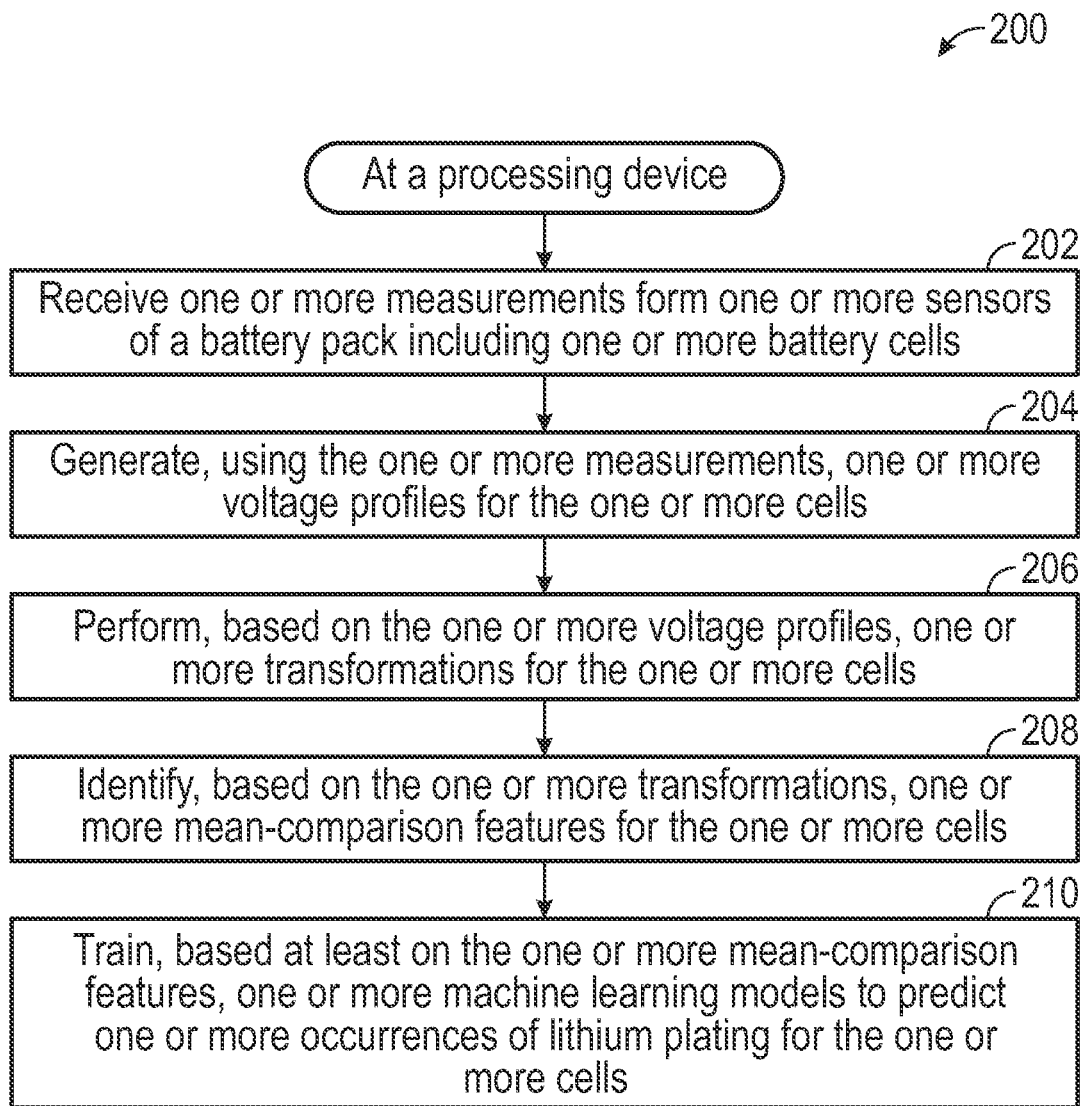 200
At a processing device
202
Receive one or more measurements form one or more sensors
of a battery pack including one or more battery cells
204
Generate, using the one or more measurements, one or more
voltage profiles for the one or more cells
206
Perform, based on the one or more voltage profiles, one or
more transformations for the one or more cells
208
Identify, based on the one or more transformations, one or
more mean-comparison features for the one or more cells
210
Train, based at least on the one or more mean-comparison
features, one or more machine learning models to predict
one or more occurrences of lithium plating for the one or
more cells